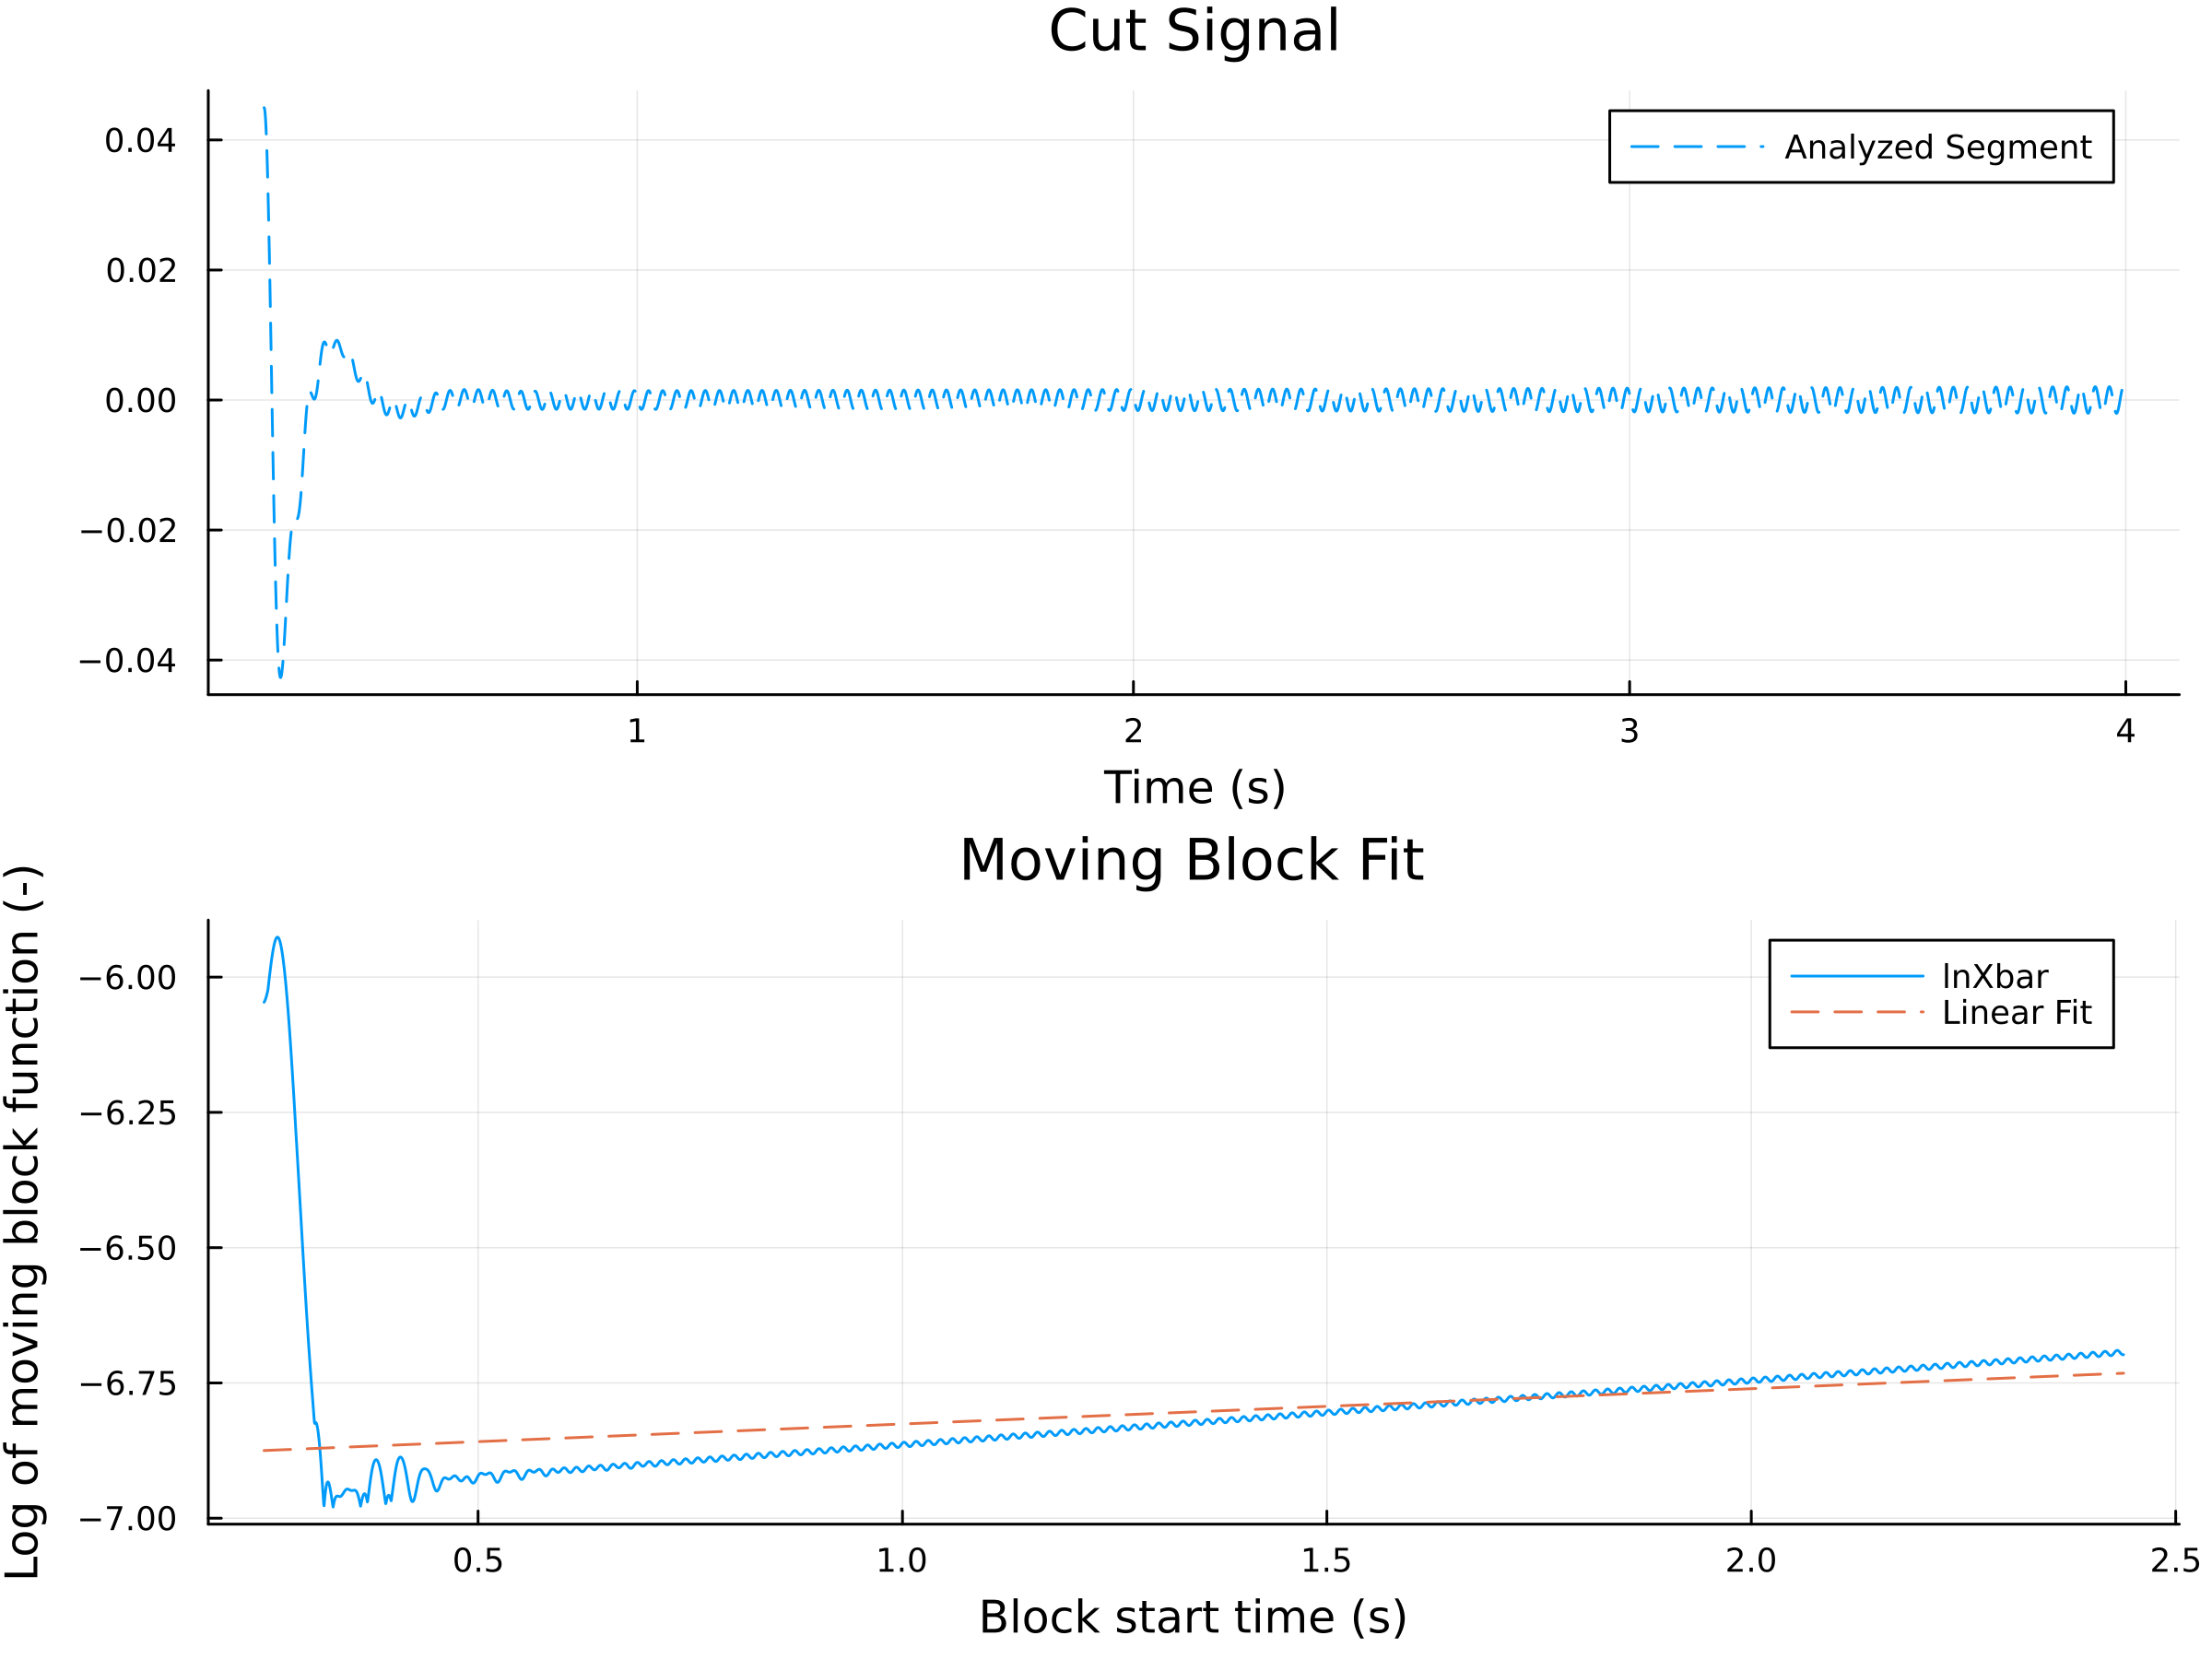 Cut Signal
0.04
0.02
0.00
−0.02
−0.04
Analyzed Segment
1 2 3 4
Time (s)
Moving Block Fit
Log of moving block function (-)
−6.00
−6.25
−6.50
−6.75
−7.00
lnXbar
Linear Fit
0.5 1.0 1.5 2.0 2.5
Block start time (s)